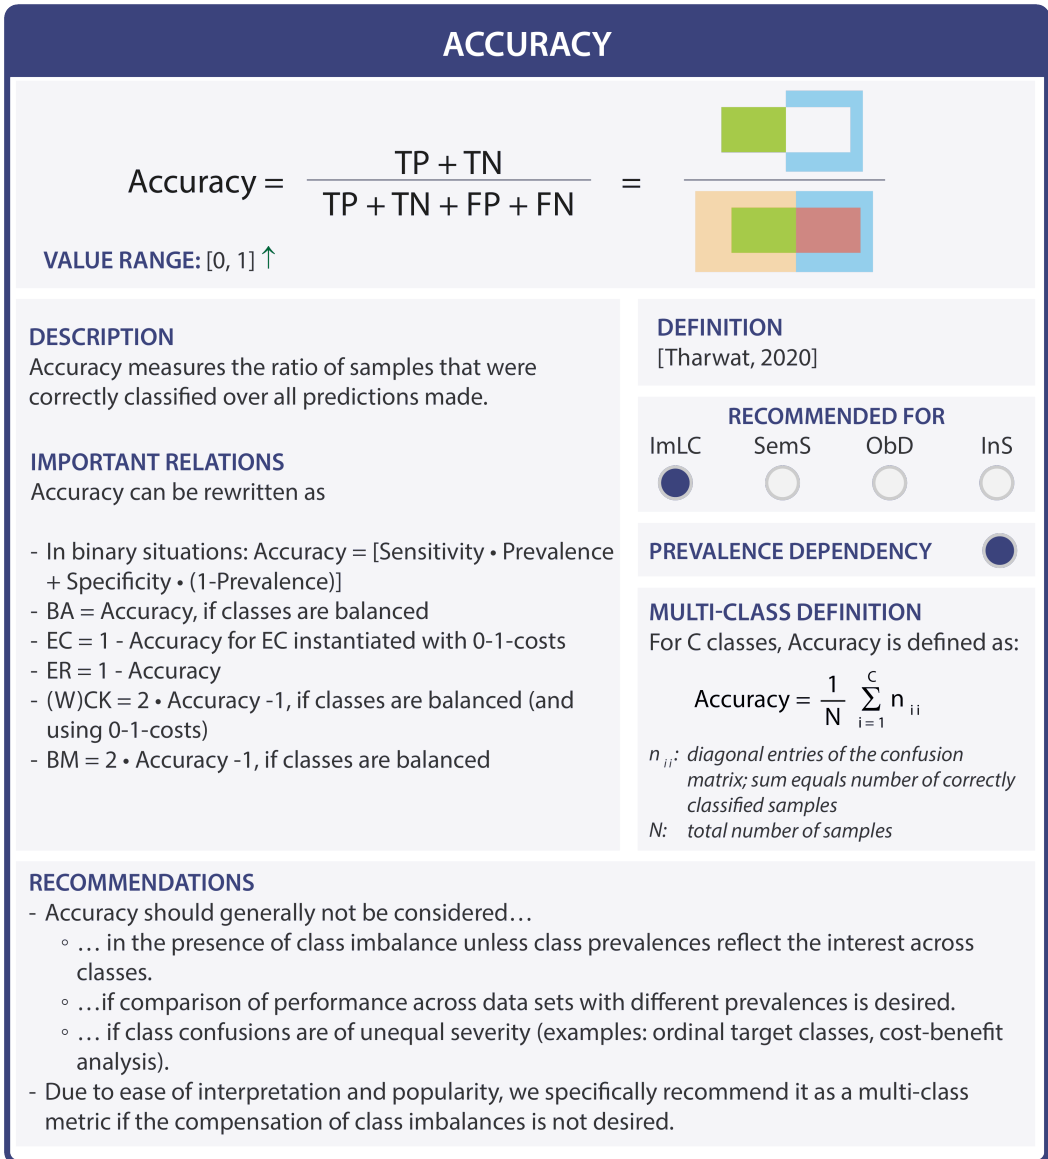 ACCURACY
Accuracy = TP + TN / TP + TN + FP + FN =
VALUE RANGE: [0, 1] ↑
DESCRIPTION
Accuracy measures the ratio of samples that were
correctly classified over all predictions made.
IMPORTANT RELATIONS
Accuracy can be rewritten as
- In binary situations: Accuracy = [Sensitivity • Prevalence
+ Specificity • (1-Prevalence)]
- BA = Accuracy, if classes are balanced
- EC = 1 - Accuracy for EC instantiated with 0-1-costs
- ER = 1 - Accuracy
- (W)CK = 2 • Accuracy -1, if classes are balanced (and
using 0-1-costs)
- BM = 2 • Accuracy -1, if classes are balanced
DEFINITION
[Tharwat, 2020]
RECOMMENDED FOR
ImLC SemS ObD InS
PREVALENCE DEPENDENCY
MULTI-CLASS DEFINITION
For C classes, Accuracy is defined as:
Accuracy = 1/N C Σ i = 1 n i i
n i i: diagonal entries of the confusion
matrix; sum equals number of correctly
classified samples
N: total number of samples
RECOMMENDATIONS
- Accuracy should generally not be considered…
◦ … in the presence of class imbalance unless class prevalences reflect the interest across
classes.
◦ …if comparison of performance across data sets with different prevalences is desired.
◦ … if class confusions are of unequal severity (examples: ordinal target classes, cost-benefit
analysis).
- Due to ease of interpretation and popularity, we specifically recommend it as a multi-class
metric if the compensation of class imbalances is not desired.